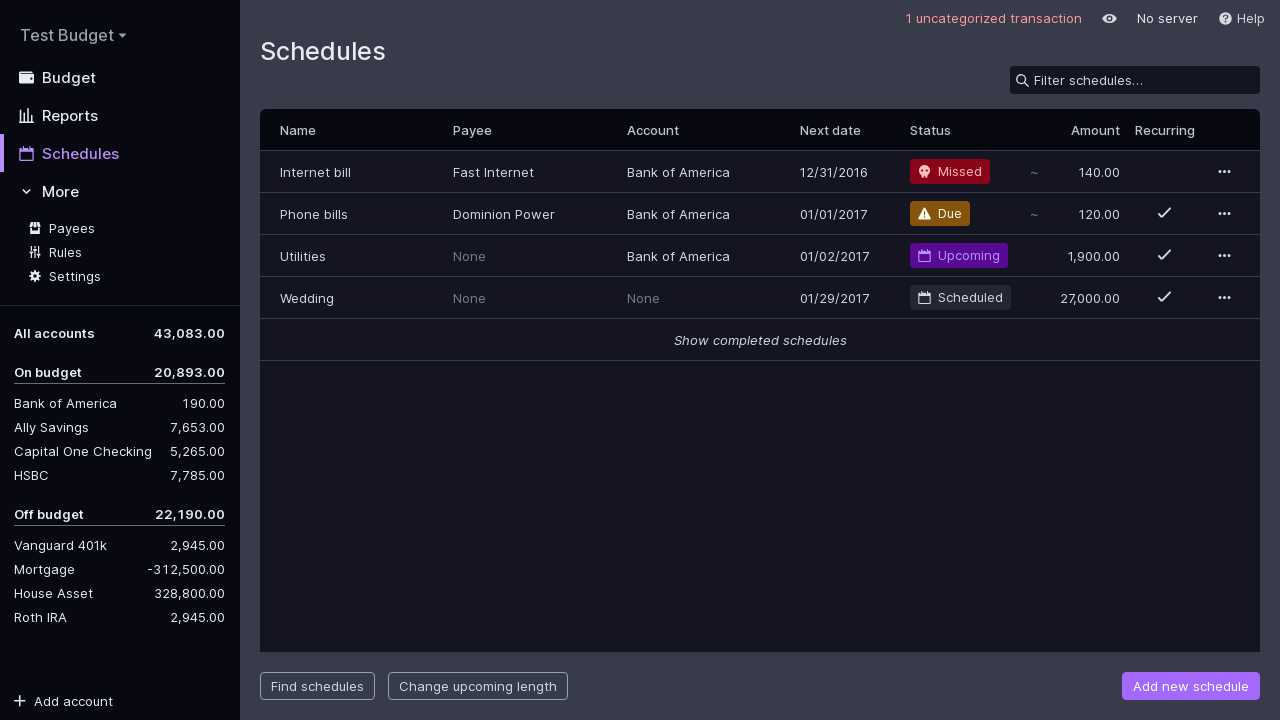 Test Budget
Budget
Reports
Schedules
More
Payees
Rules
Settings
All accounts 43,083.00
On budget 20,893.00
Bank of America 190.00
Ally Savings 7,653.00
Capital One Checking 5,265.00
HSBC 7,785.00
Off budget 22,190.00
Vanguard 401k 2,945.00
Mortgage -312,500.00
House Asset 328,800.00
Roth IRA 2,945.00
Add account
1 uncategorized transaction No server Help
Schedules
Filter schedules…
Name Payee Account Next date Status Amount Recurring
Internet bill Fast Internet Bank of America 12/31/2016 Missed ~ 140.00
Phone bills Dominion Power Bank of America 01/01/2017 Due ~ 120.00
Utilities None Bank of America 01/02/2017 Upcoming 1,900.00
Wedding None None 01/29/2017 Scheduled 27,000.00
Show completed schedules
Find schedules Change upcoming length Add new schedule